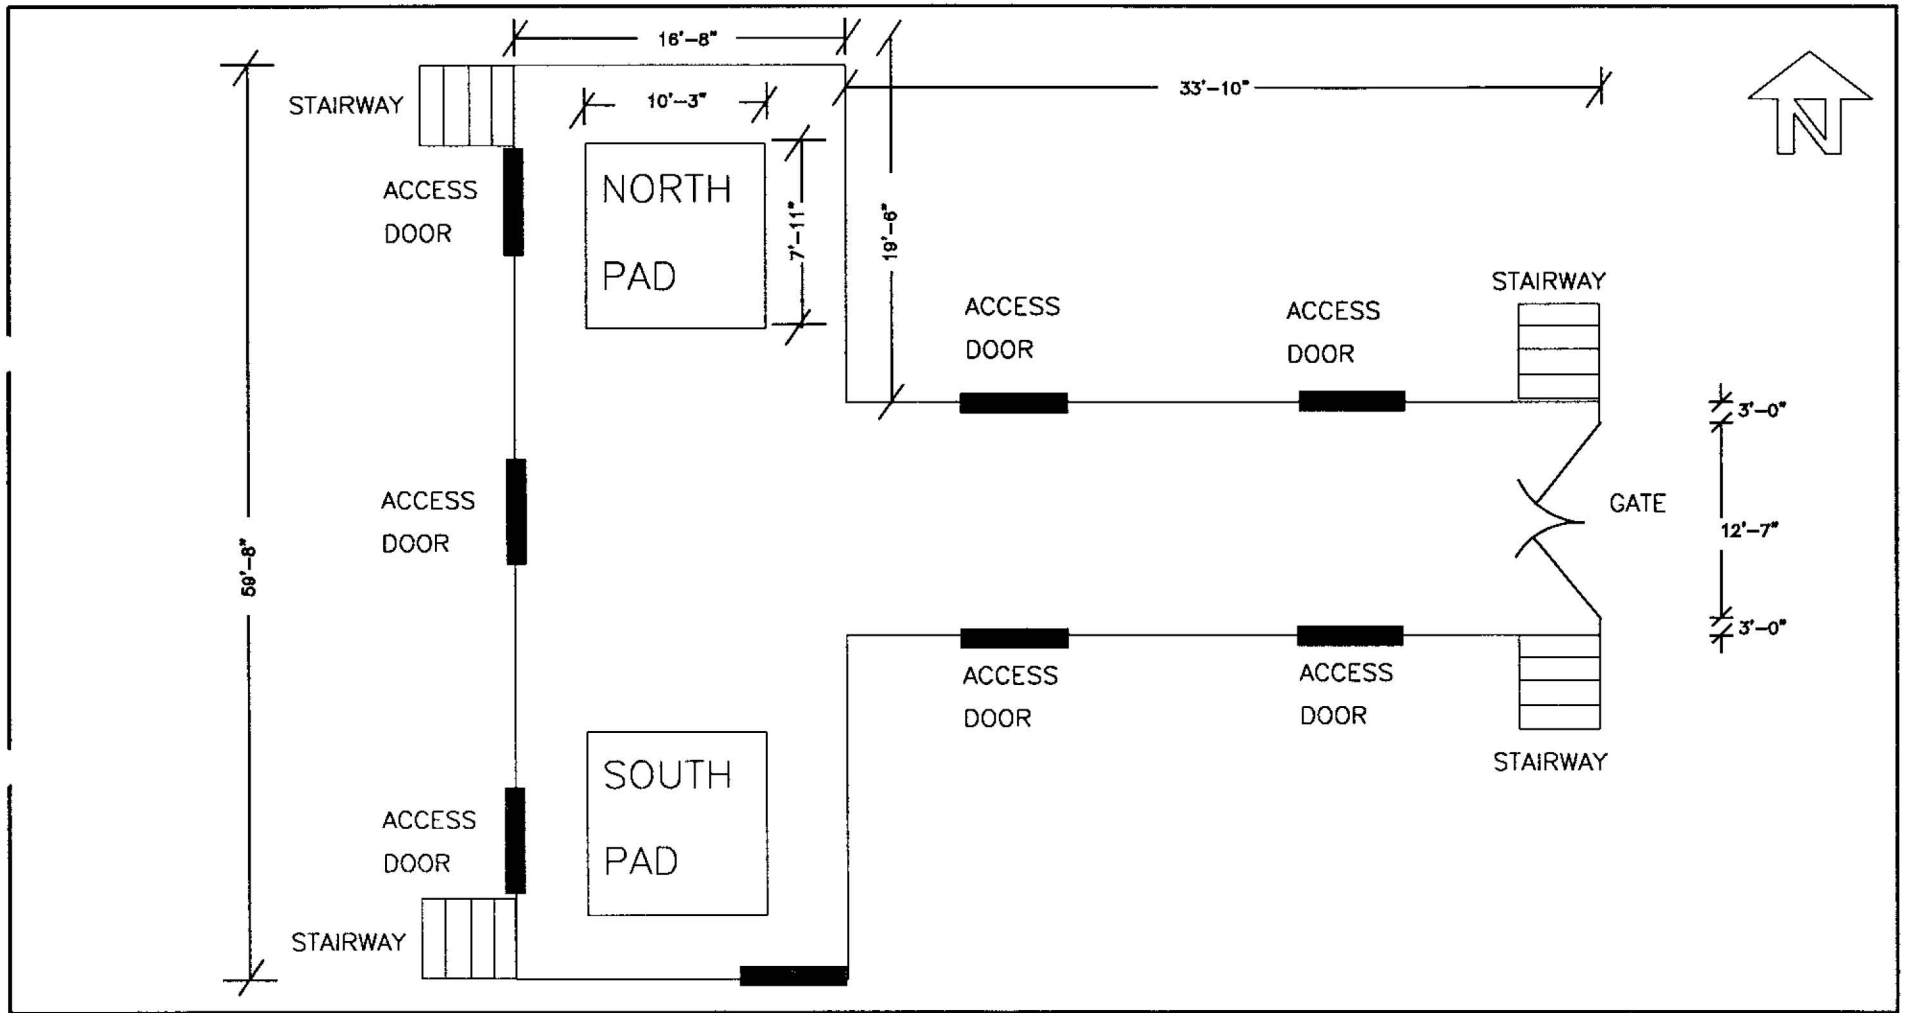 16'-8"
STAIRWAY
10'-3"
33'-10"
N
ACCESS
DOOR
NORTH
PAD
7'-11"
19'-6"
STAIRWAY
ACCESS
DOOR
ACCESS
DOOR
3'-0"
ACCESS
DOOR
GATE
12'-7"
59'-8"
3'-0"
ACCESS
DOOR
ACCESS
DOOR
STAIRWAY
SOUTH
PAD
ACCESS
DOOR
STAIRWAY